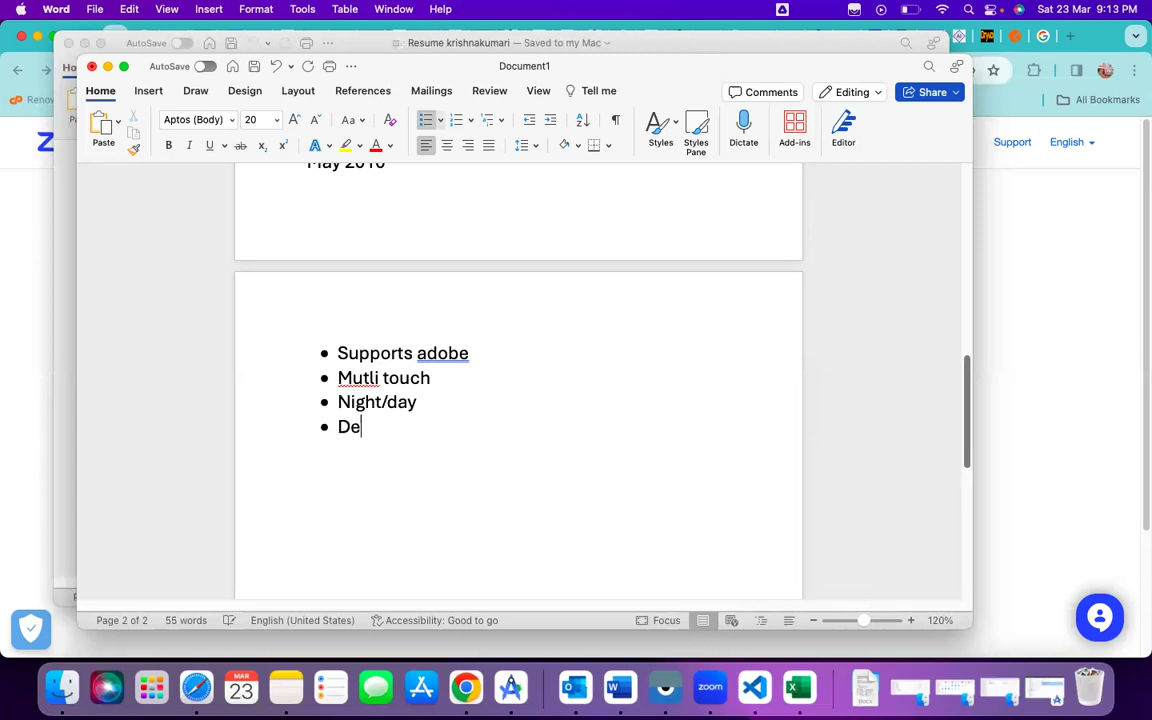 Word File Edit View Insert Format Tools Table Window Help Sat 23 Mar 9:13 PM
AutoSave Resume krishnakumari — Saved to my Mac
AutoSave Document1
Home Insert Draw Design Layout References Mailings Review View Tell me Comments Editing Share
Aptos (Body) 20
Paste Styles Styles Pane Dictate Add-ins Editor
All Bookmarks
Support English
May 2010
• Supports adobe
• Mutli touch
• Night/day
• De
Page 2 of 2 55 words English (United States) Accessibility: Good to go Focus 120%
MAR
23
zoom